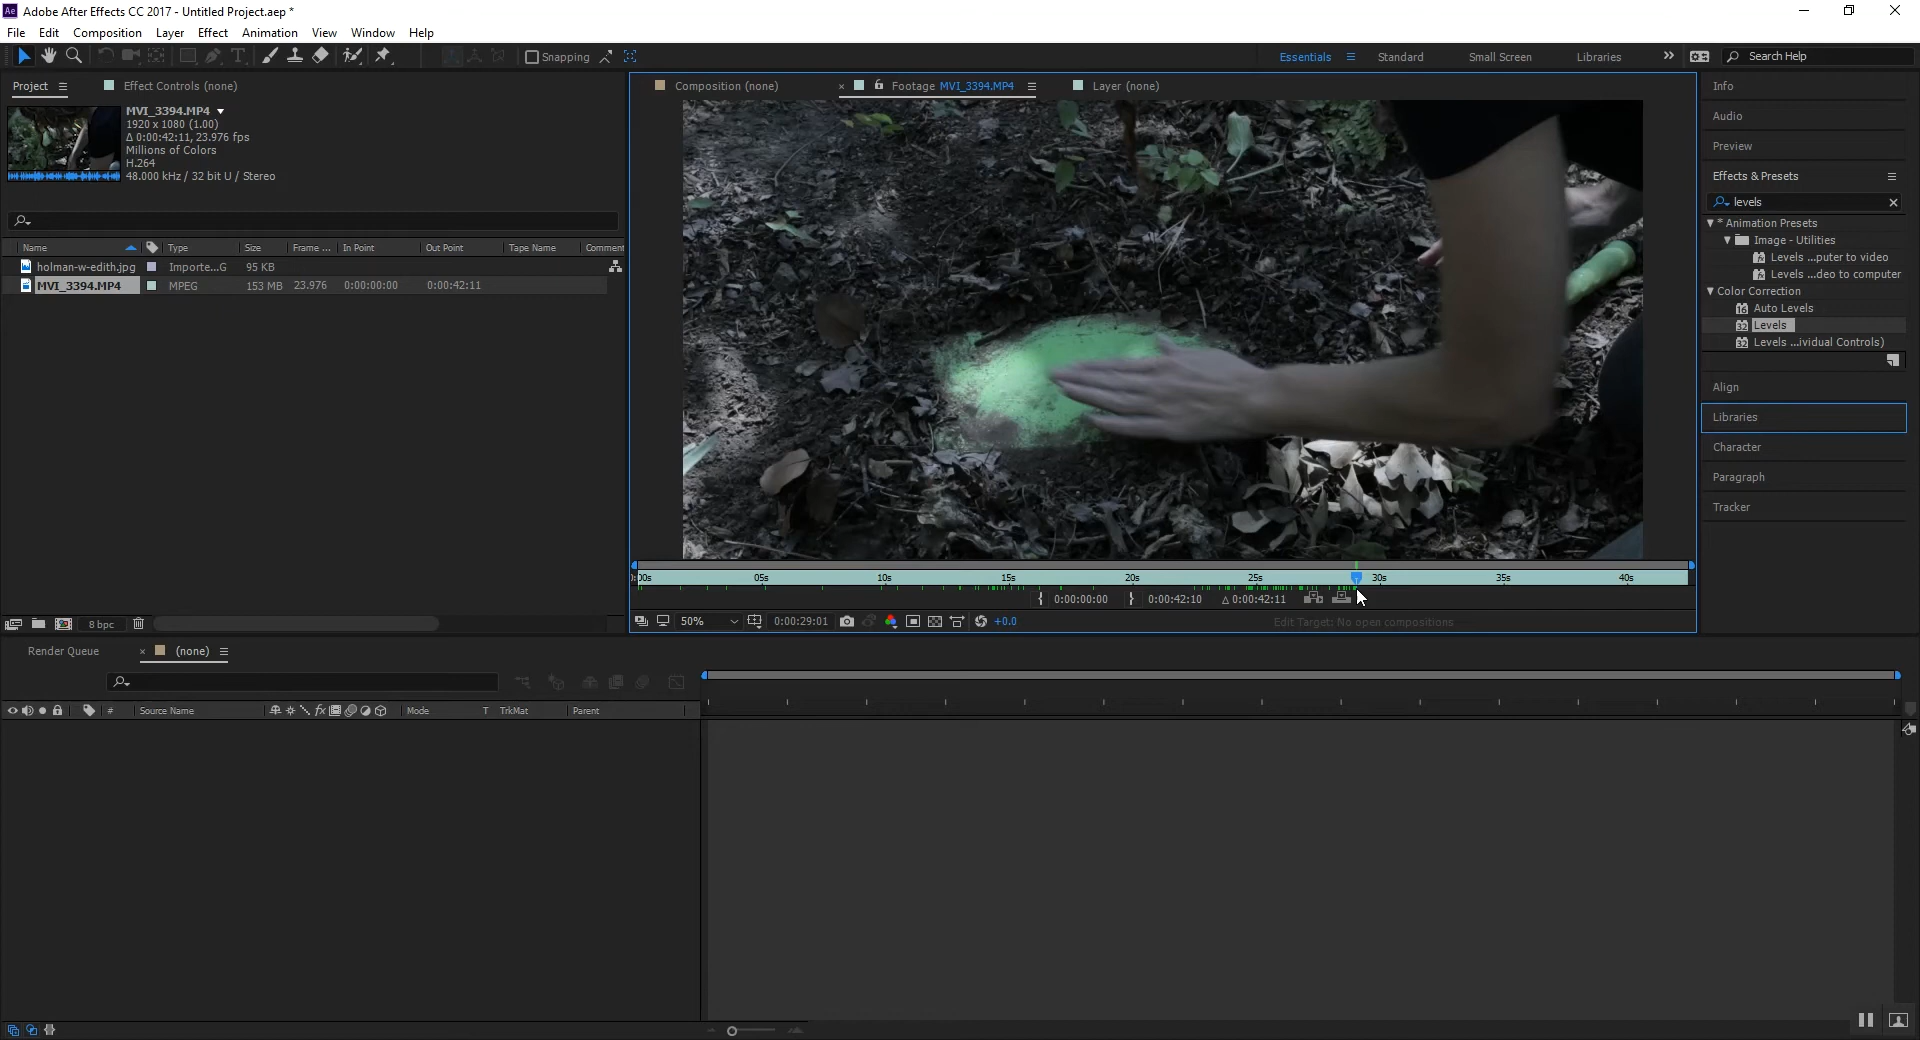 Ae Adobe After Effects CC 2017 - Untitled Project.aep *
File Edit Composition Layer Effect Animation View Window Help
Snapping Essentials Standard Small Screen Libraries Search Help
Project Effect Controls (none)
MVI_3394.MP4
1920 x 1080 (1.00)
Δ 0:00:42:11, 23.976 fps
Millions of Colors
H.264
48.000 kHz / 32 bit U / Stereo
Name Type Size Frame ... In Point Out Point Tape Name Comment
holman-w-edith.jpg Importe...G 95 KB
MVI_3394.MP4 MPEG 153 MB 23.976 0:00:00:00 0:00:42:11
8 bpc
Composition (none) × Footage MVI_3394.MP4 Layer (none)
00s 05s 10s 15s 20s 25s 30s 35s 40s
0:00:00:00 0:00:42:10 Δ 0:00:42:11
50% 0:00:29:01 +0.0 Edit Target: No open compositions
Info
Audio
Preview
Effects & Presets
levels
* Animation Presets
Image - Utilities
Levels ...puter to video
Levels ...deo to computer
Color Correction
16 Auto Levels
32 Levels
32 Levels ...ividual Controls)
Align
Libraries
Character
Paragraph
Tracker
Render Queue × (none)
# Source Name fx Mode T TrkMat Parent